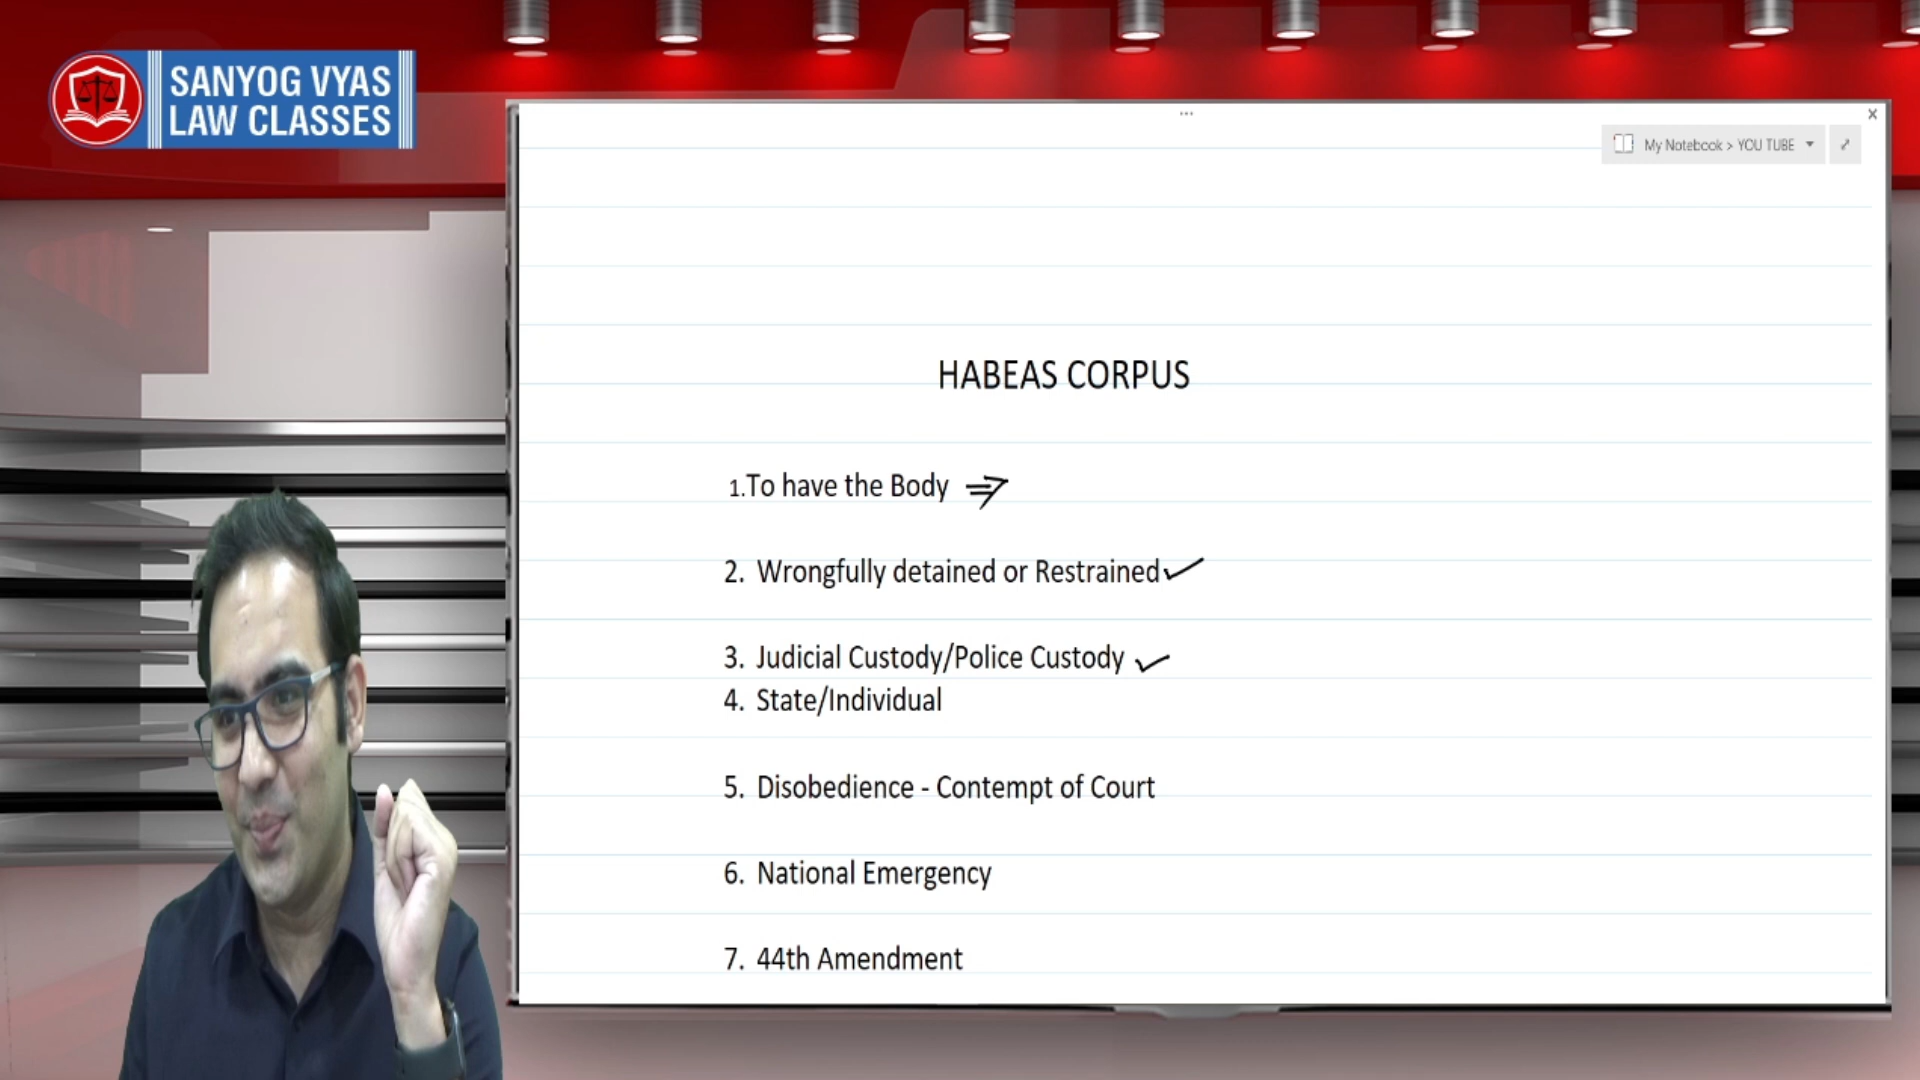 SANYOG VYAS
LAW CLASSES
My Notebook > YOU TUBE
HABEAS CORPUS
1.To have the Body
2. Wrongfully detained or Restrained
3. Judicial Custody/Police Custody
4. State/Individual
5. Disobedience - Contempt of Court
6. National Emergency
7. 44th Amendment